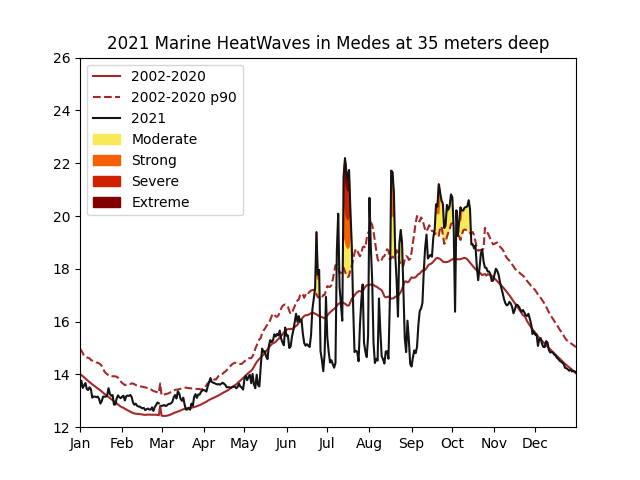 2021 Marine HeatWaves in Medes at 35 meters deep
26
24
22
20
18
16
14
12
2002-2020
2002-2020 p90
2021
Moderate
Strong
Severe
Extreme
Jan Feb Mar Apr May Jun Jul Aug Sep Oct Nov Dec